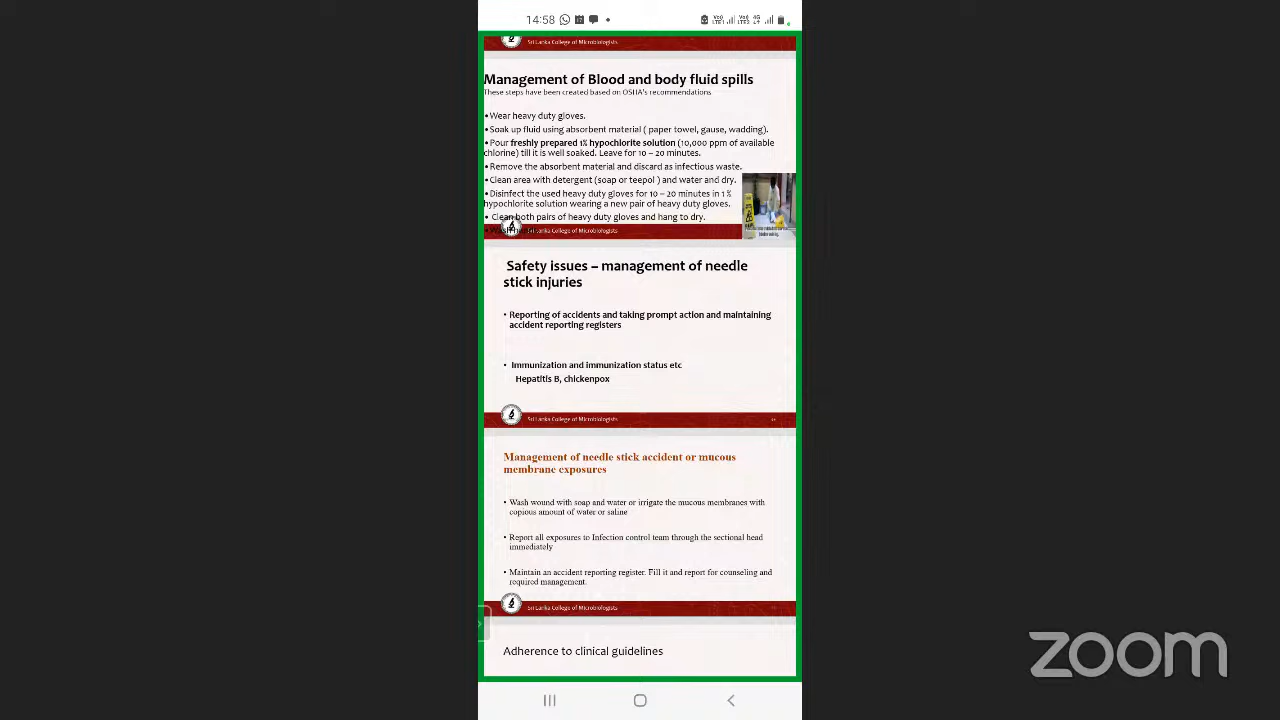 14:58
Sri Lanka College of Microbiologists
Management of Blood and body fluid spills
These steps have been created based on OSHA's recommendations
•Wear heavy duty gloves.
•Soak up fluid using absorbent material ( paper towel, gause, wadding).
•Pour freshly prepared 1% hypochlorite solution (10,000 ppm of available
chlorine) till it is well soaked. Leave for 10 – 20 minutes.
•Remove the absorbent material and discard as infectious waste.
•Clean area with detergent (soap or teepol ) and water and dry.
•Disinfect the used heavy duty gloves for 10 – 20 minutes in 1 %
hypochlorite solution wearing a new pair of heavy duty gloves.
• Clean both pairs of heavy duty gloves and hang to dry.
Sri Lanka College of Microbiologists
Safety issues – management of needle
stick injuries
• Reporting of accidents and taking prompt action and maintaining
accident reporting registers
• Immunization and immunization status etc
Hepatitis B, chickenpox
Sri Lanka College of Microbiologists
Management of needle stick accident or mucous
membrane exposures
• Wash wound with soap and water or irrigate the mucous membranes with
copious amount of water or saline
• Report all exposures to Infection control team through the sectional head
immediately
• Maintain an accident reporting register. Fill it and report for counseling and
required management.
Sri Lanka College of Microbiologists
Adherence to clinical guidelines
zoom